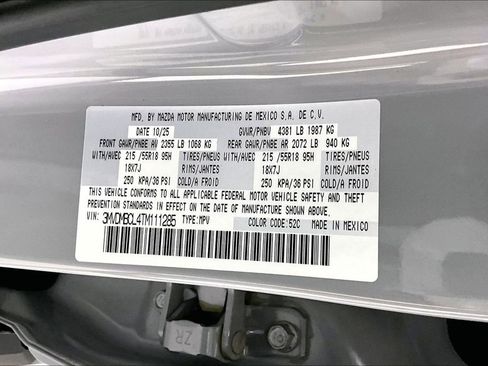 MFD. BY MAZDA MOTOR MANUFACTURING DE MEXICO S.A. DE C.V.
DATE 10/25 GVWR/PNBV 4381 LB 1987 KG
FRONT GAWR/PNBE AV 2355 LB 1068 KG REAR GAWR/PNBE AR 2072 LB 940 KG
WITH/AVEC 215/55R18 95H TIRES/PNEUS WITH/AVEC 215/55R18 95H TIRES/PNEUS
18X7J RIMS/JANTES 18X7J RIMS/JANTES
250 KPA/36 PSI COLD/A FROID 250 KPA/36 PSI COLD/A FROID
THIS VEHICLE CONFORMS TO ALL APPLICABLE FEDERAL MOTOR VEHICLE SAFETY AND THEFT
PREVENTION STANDARDS IN EFFECT ON THE DATE OF MANUFACTURE SHOWN ABOVE.
VIN: 3MVDMBCL4TM111285 TYPE:MPV COLOR CODE:52C MADE IN MEXICO
ZR